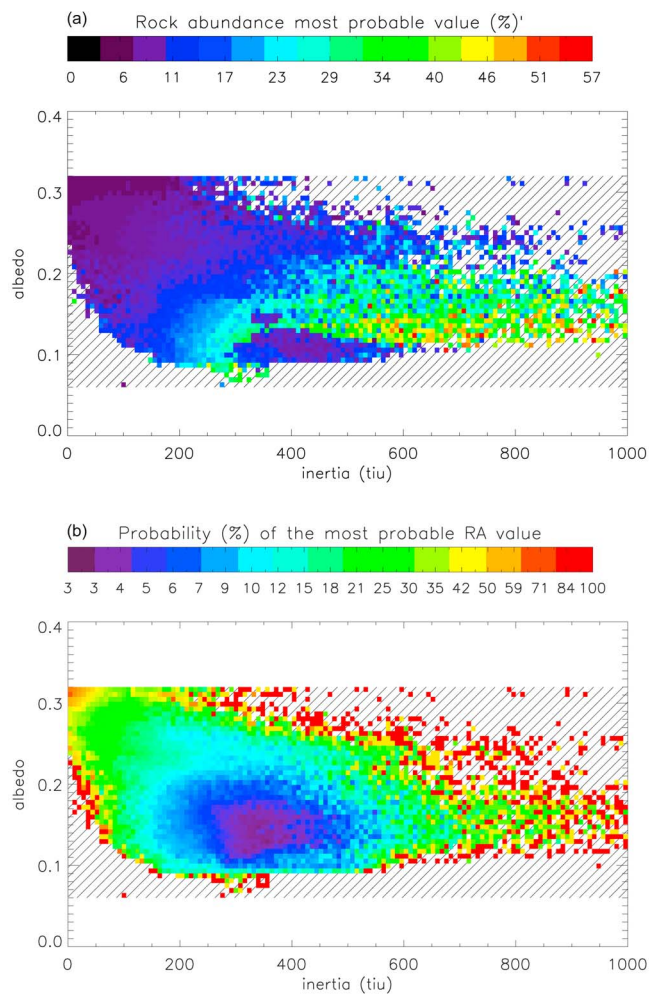 (a)
Rock abundance most probable value (%)'
0 6 11 17 23 29 34 40 46 51 57
0.4
0.3
0.2
0.1
0.0
albedo
0 200 400 600 800 1000
inertia (tiu)
(b)
Probability (%) of the most probable RA value
3 3 4 5 6 7 9 10 12 15 18 21 25 30 35 42 50 59 71 84 100
0.4
0.3
0.2
0.1
0.0
albedo
0 200 400 600 800 1000
inertia (tiu)